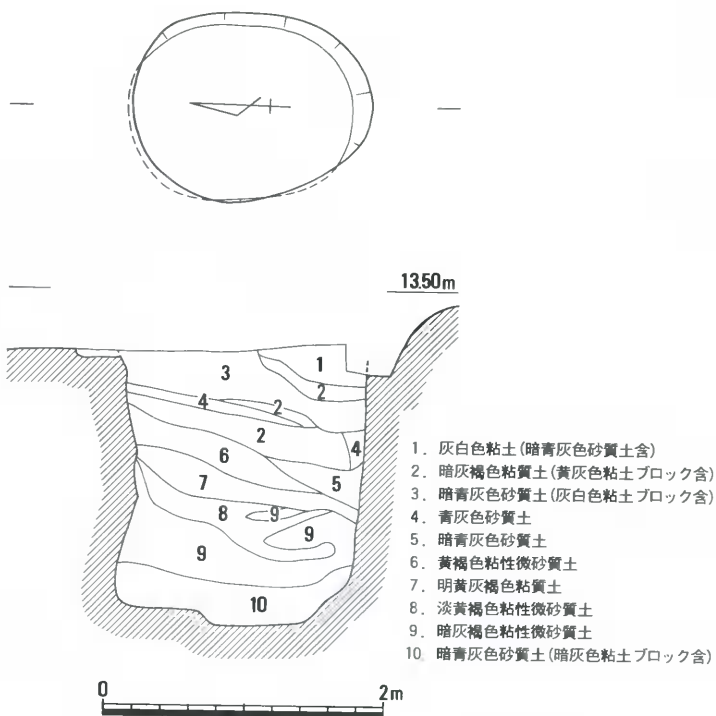 13.50m
1
3
2
4
2
2
4
6
5
7
8
9
9
9
10
1. 灰白色粘土(暗青灰色砂質土含)
2. 暗灰褐色粘質土(黄灰色粘土ブロック含)
3. 暗青灰色砂質土(灰白色粘土ブロック含)
4. 青灰色砂質土
5. 暗青灰色砂質土
6. 黄褐色粘性微砂質土
7. 明黄灰褐色粘質土
8. 淡黄褐色粘性微砂質土
9. 暗灰褐色粘性微砂質土
10. 暗青灰色砂質土(暗灰色粘土ブロック含)
0 2m